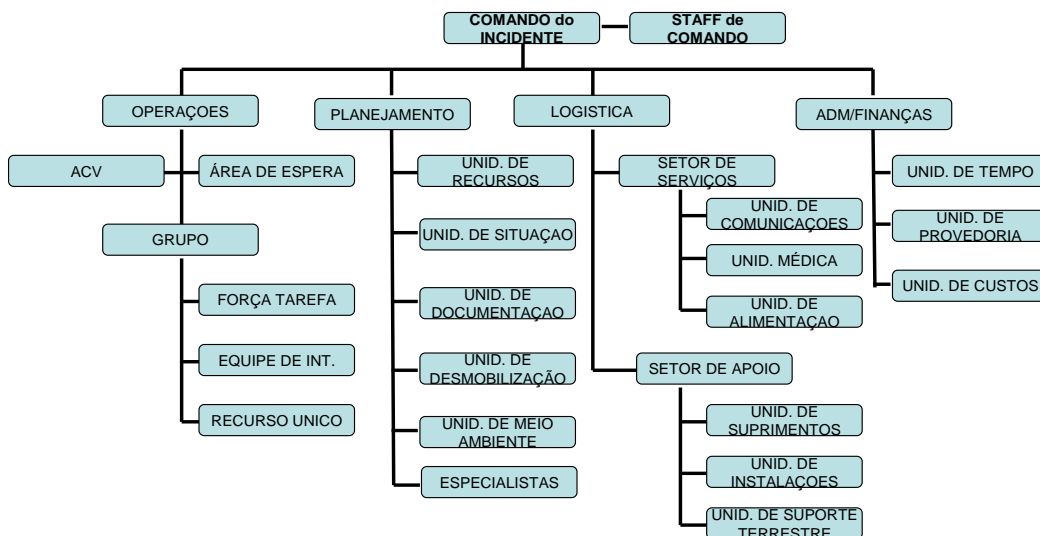 COMANDO do
INCIDENTE
STAFF de
COMANDO
OPERAÇOES
PLANEJAMENTO
LOGISTICA
ADM/FINANÇAS
ACV
ÁREA DE ESPERA
GRUPO
FORÇA TAREFA
EQUIPE DE INT.
RECURSO UNICO
UNID. DE
RECURSOS
UNID. DE SITUAÇAO
UNID. DE
DOCUMENTAÇAO
UNID. DE
DESMOBILIZAÇÃO
UNID. DE MEIO
AMBIENTE
ESPECIALISTAS
SETOR DE
SERVIÇOS
UNID. DE
COMUNICAÇOES
UNID. MÉDICA
UNID. DE
ALIMENTAÇAO
SETOR DE APOIO
UNID. DE
SUPRIMENTOS
UNID. DE
INSTALAÇOES
UNID. DE SUPORTE
TERRESTRE
UNID. DE TEMPO
UNID. DE
PROVEDORIA
UNID. DE CUSTOS